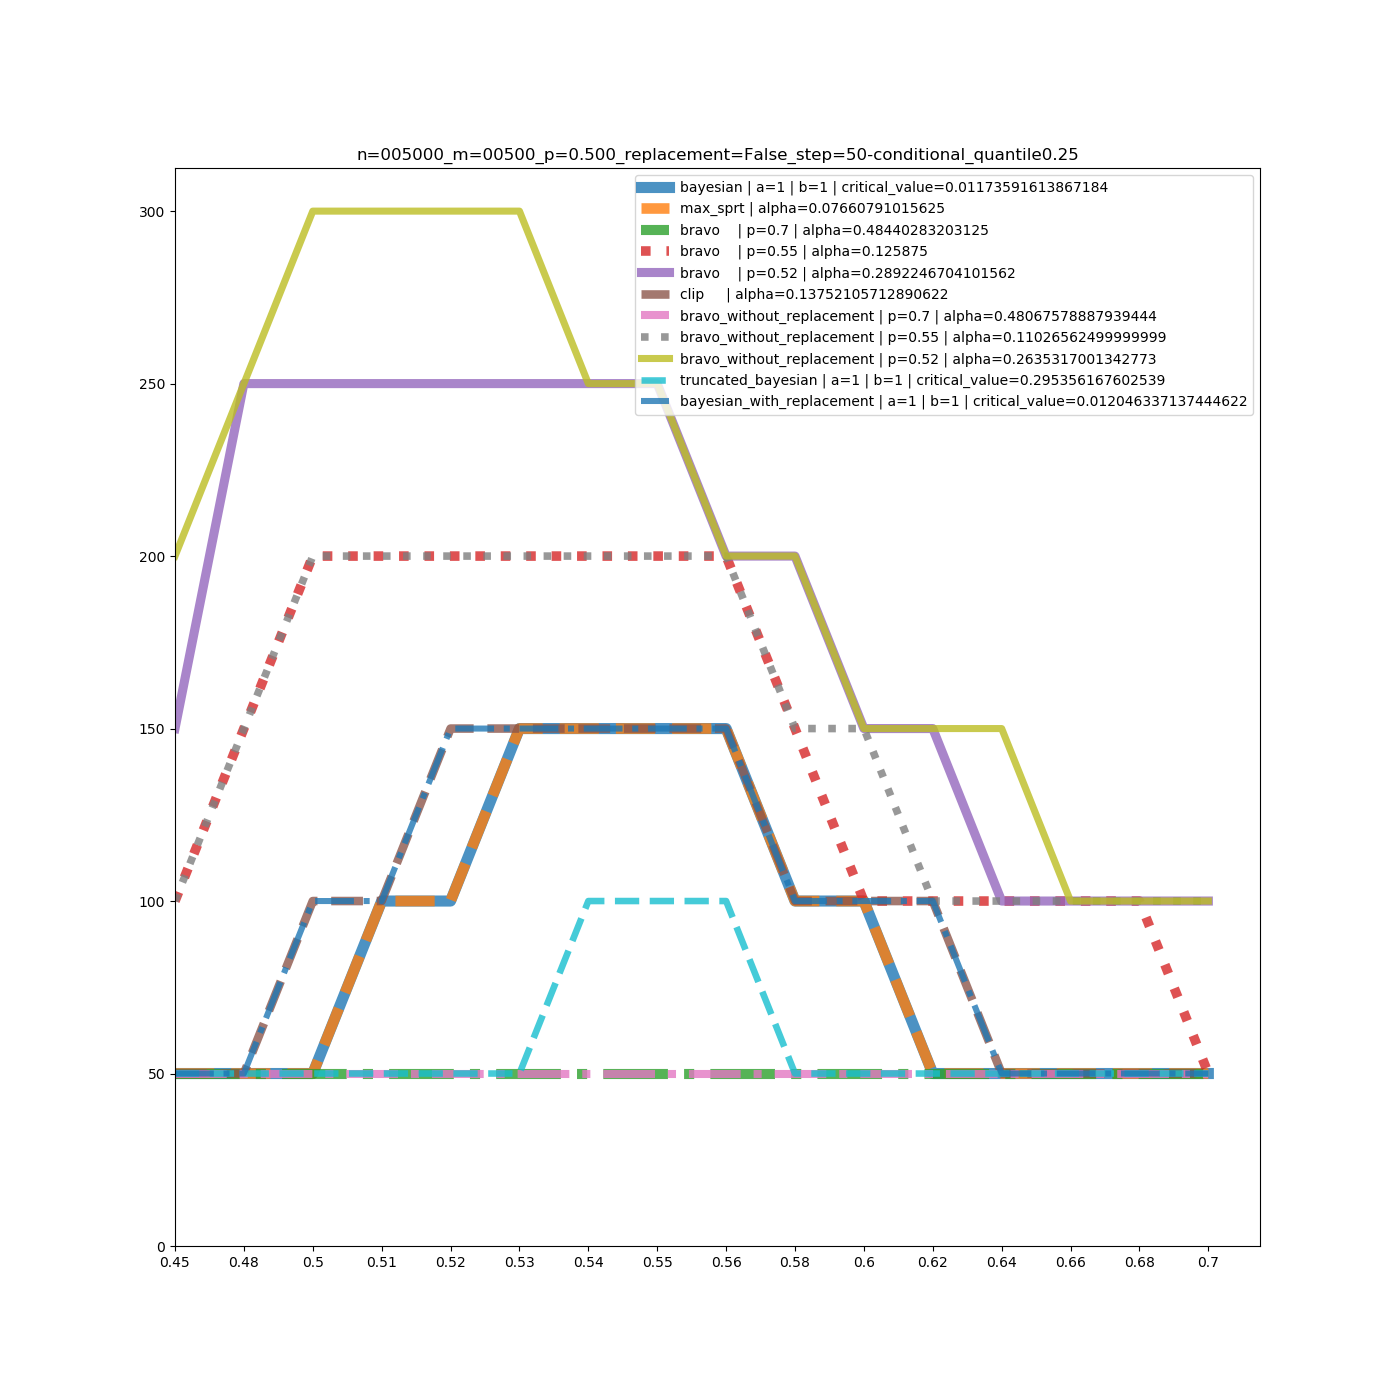 n=005000_m=00500_p=0.500_replacement=False_step=50-conditional_quantile0.25
bayesian | a=1 | b=1 | critical_value=0.01173591613867184
max_sprt | alpha=0.07660791015625
bravo    | p=0.7 | alpha=0.48440283203125
bravo    | p=0.55 | alpha=0.125875
bravo    | p=0.52 | alpha=0.2892246704101562
clip     | alpha=0.13752105712890622
bravo_without_replacement | p=0.7 | alpha=0.48067578887939444
bravo_without_replacement | p=0.55 | alpha=0.11026562499999999
bravo_without_replacement | p=0.52 | alpha=0.2635317001342773
truncated_bayesian | a=1 | b=1 | critical_value=0.295356167602539
bayesian_with_replacement | a=1 | b=1 | critical_value=0.012046337137444622
300
250
200
150
100
50
0
0.45 0.48 0.5 0.51 0.52 0.53 0.54 0.55 0.56 0.58 0.6 0.62 0.64 0.66 0.68 0.7